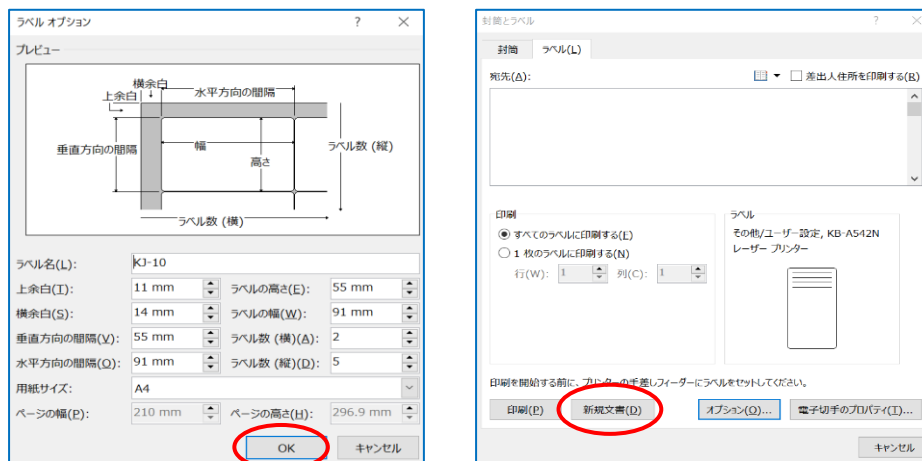 ラベル オプション ? ×
プレビュー
横余白
上余白
水平方向の間隔
垂直方向の間隔
幅
高さ
ラベル数 (縦)
ラベル数 (横)
ラベル名(L): KJ-10
上余白(T): 11 mm ラベルの高さ(E): 55 mm
横余白(S): 14 mm ラベルの幅(W): 91 mm
垂直方向の間隔(V): 55 mm ラベル数 (横)(A): 2
水平方向の間隔(O): 91 mm ラベル数 (縦)(D): 5
用紙サイズ: A4
ページの幅(P): 210 mm ページの高さ(H): 296.9 mm
OK キャンセル
封筒とラベル ? ×
封筒 ラベル(L)
宛先(A): 差出人住所を印刷する(R)
印刷
すべてのラベルに印刷する(F)
1 枚のラベルに印刷する(N)
行(W): 1 列(C): 1
ラベル
その他/ユーザー設定, KB-A542N
レーザー プリンター
印刷を開始する前に、プリンターの手差しフィーダーにラベルをセットしてください。
印刷(P) 新規文書(D) オプション(O)... 電子切手のプロパティ(T)...
キャンセル